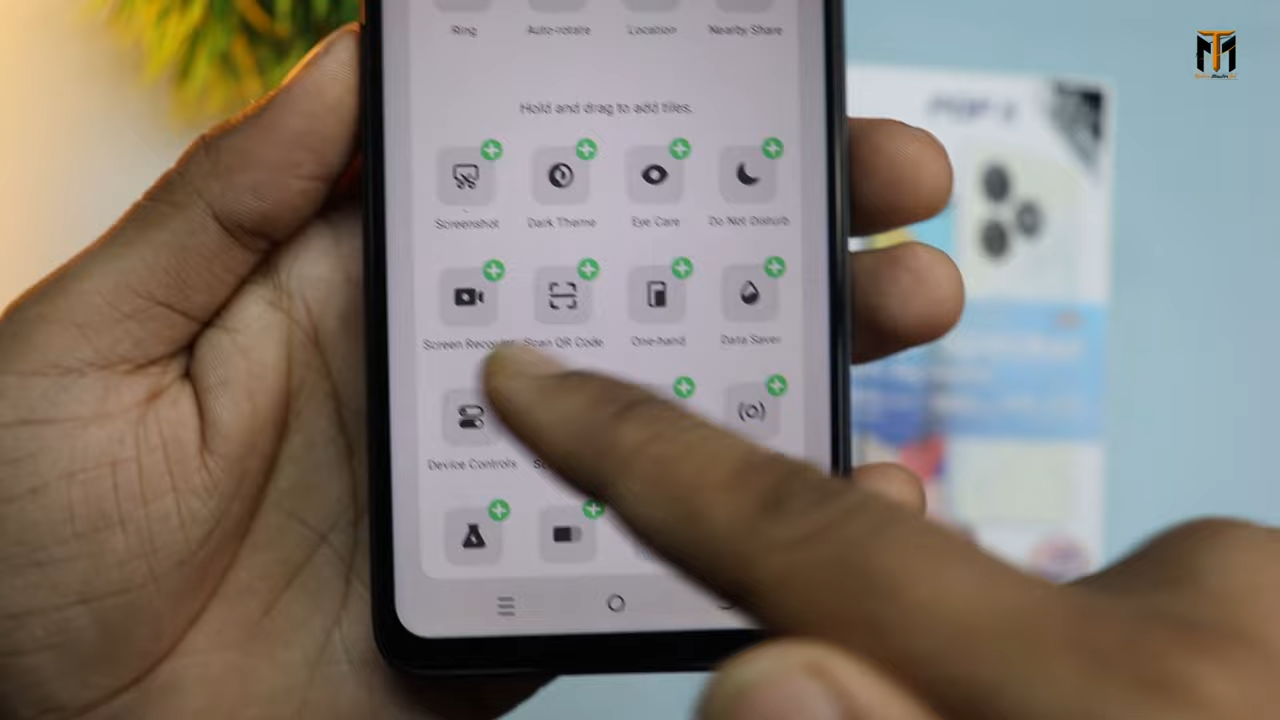 Ring Auto-rotate Location Nearby Share
Hold and drag to add tiles.
Screenshot Dark Theme Eye Care Do Not Disturb
Screen Scan QR Code One-hand Data Saver
Device Controls